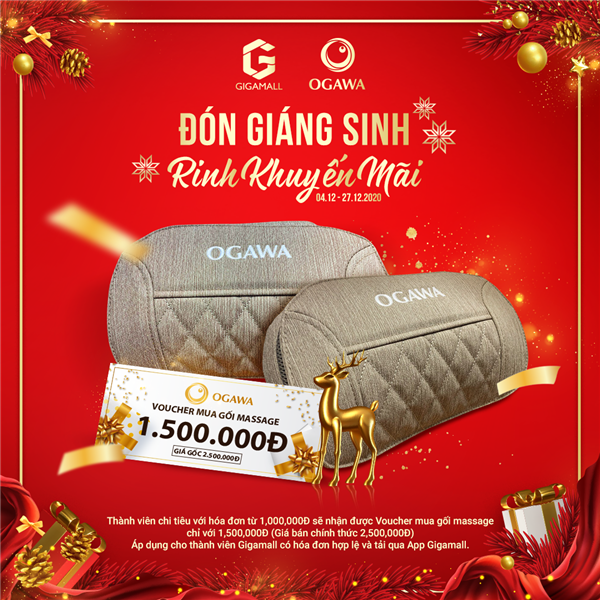 GIGAMALL
OGAWA
ĐÓN GIÁNG SINH
Rinh Khuyến Mãi
04.12 - 27.12.2020
OGAWA
OGAWA
OGAWA
VOUCHER MUA GỐI MASSAGE
1.500.000Đ
GIÁ GỐC 2.500.000Đ
Thành viên chi tiêu với hóa đơn từ 1,000,000Đ sẽ nhận được Voucher mua gối massage
chỉ với 1,500,000Đ (Giá bán chính thức 2,500,000Đ)
Áp dụng cho thành viên Gigamall có hóa đơn hợp lệ và tải qua App Gigamall.